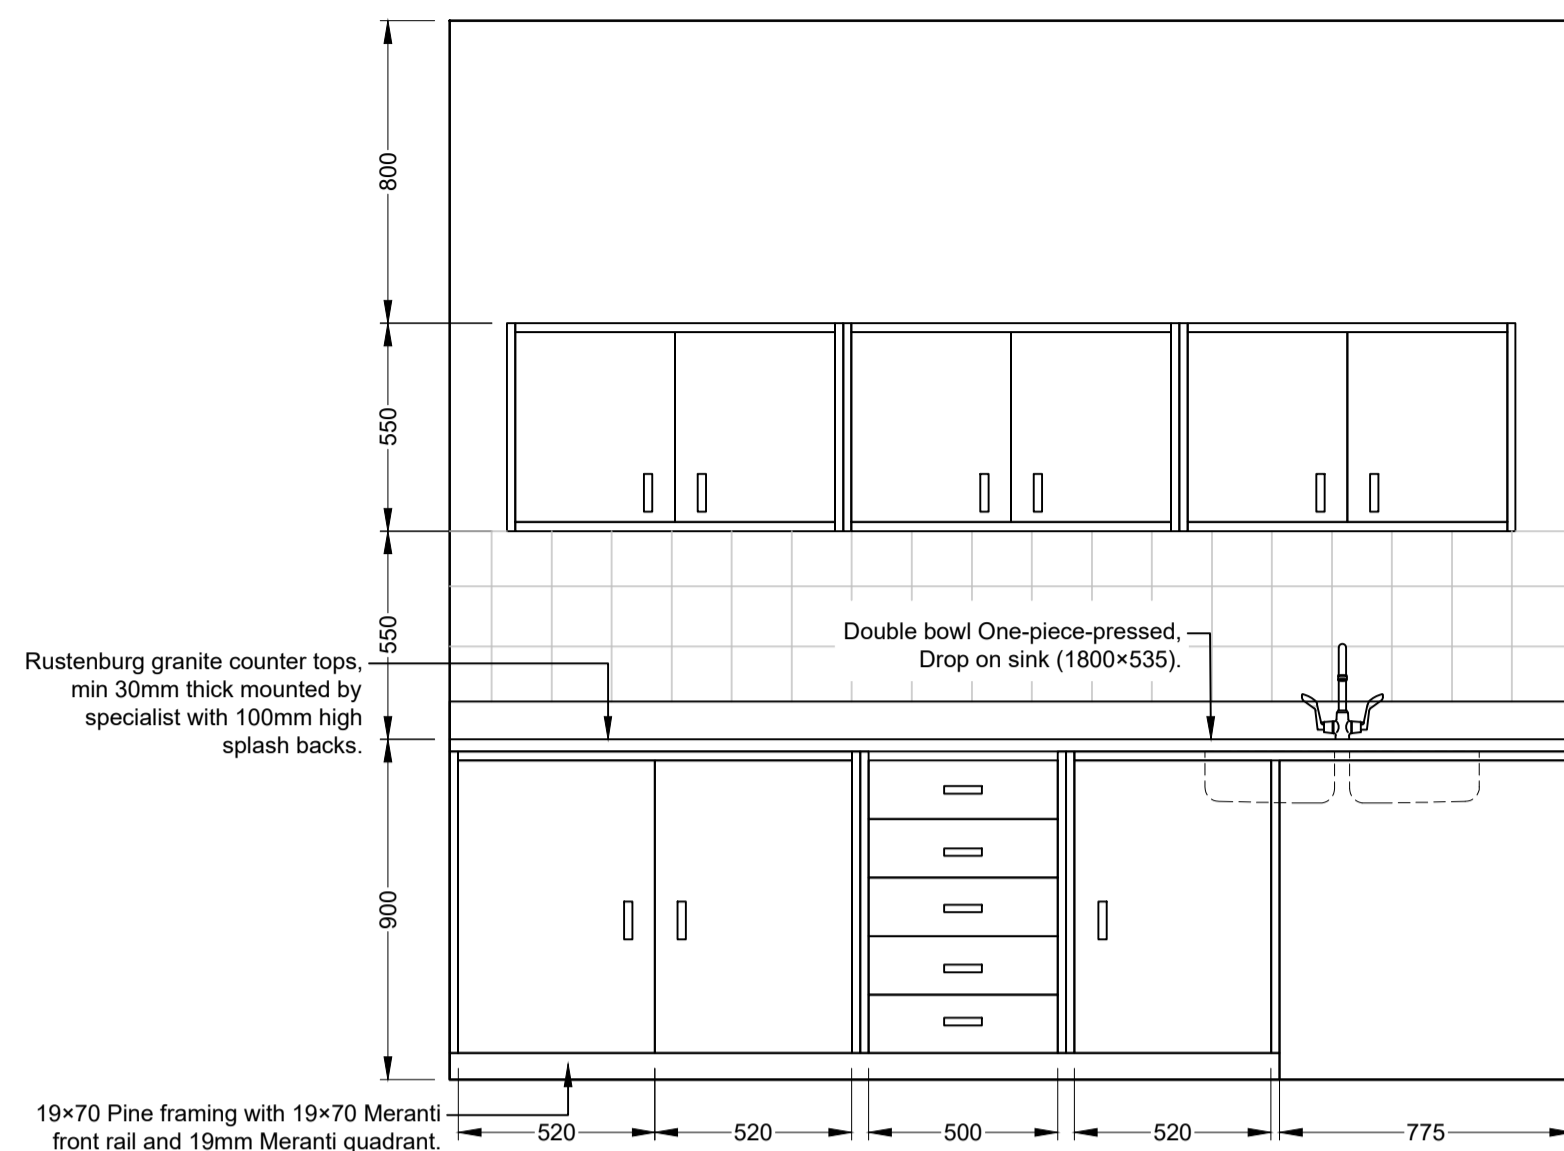 800
550
550
Double bowl One-piece-pressed,
Drop on sink (1800×535).
Rustenburg granite counter tops,
min 30mm thick mounted by
specialist with 100mm high
splash backs.
900
19×70 Pine framing with 19×70 Meranti
front rail and 19mm Meranti quadrant.
520
520
500
520
775